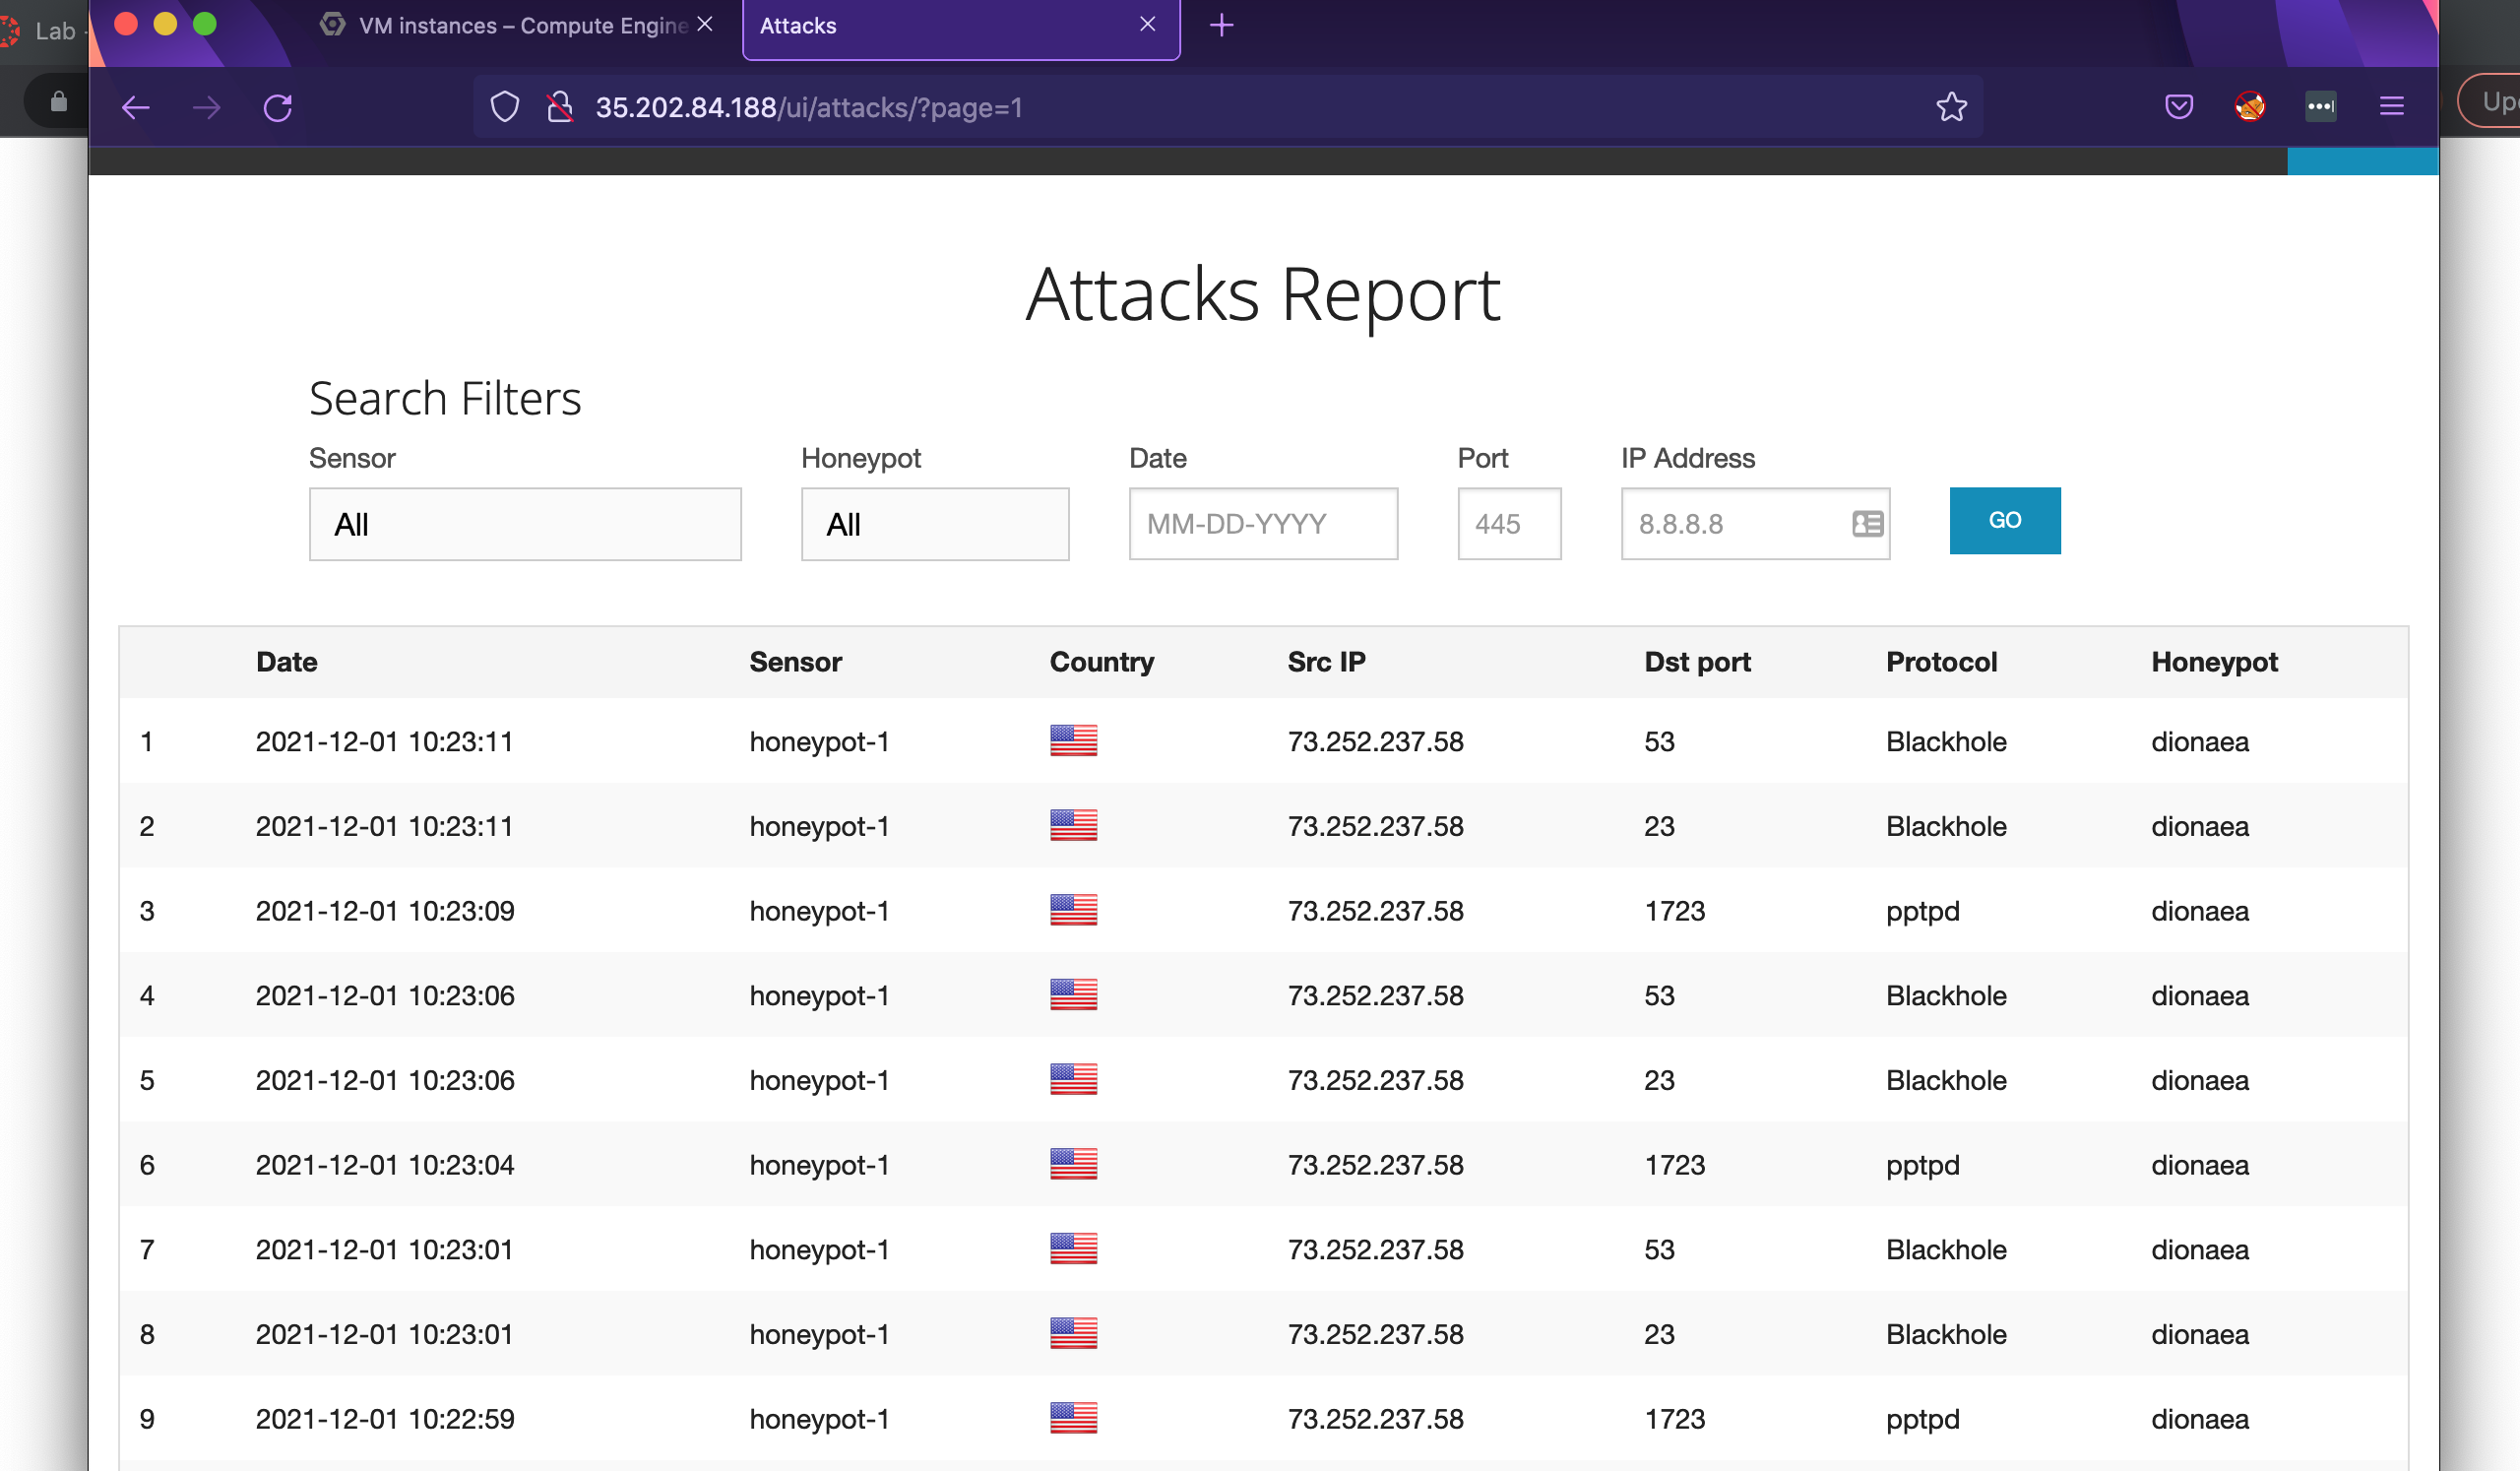 Lab
VM instances – Compute Engine
Attacks
35.202.84.188/ui/attacks/?page=1
Attacks Report
Search Filters
Sensor Honeypot Date Port IP Address
All All MM-DD-YYYY 445 8.8.8.8 GO
Date Sensor Country Src IP Dst port Protocol Honeypot
1 2021-12-01 10:23:11 honeypot-1 73.252.237.58 53 Blackhole dionaea
2 2021-12-01 10:23:11 honeypot-1 73.252.237.58 23 Blackhole dionaea
3 2021-12-01 10:23:09 honeypot-1 73.252.237.58 1723 pptpd dionaea
4 2021-12-01 10:23:06 honeypot-1 73.252.237.58 53 Blackhole dionaea
5 2021-12-01 10:23:06 honeypot-1 73.252.237.58 23 Blackhole dionaea
6 2021-12-01 10:23:04 honeypot-1 73.252.237.58 1723 pptpd dionaea
7 2021-12-01 10:23:01 honeypot-1 73.252.237.58 53 Blackhole dionaea
8 2021-12-01 10:23:01 honeypot-1 73.252.237.58 23 Blackhole dionaea
9 2021-12-01 10:22:59 honeypot-1 73.252.237.58 1723 pptpd dionaea